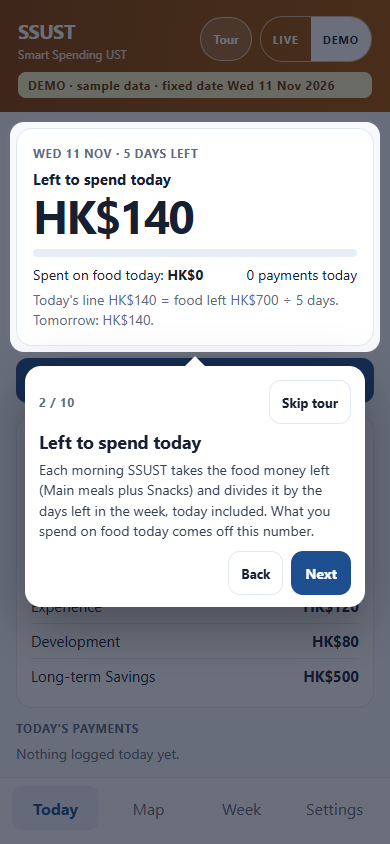 SSUST
Smart Spending UST
Tour
LIVE
DEMO
DEMO · sample data · fixed date Wed 11 Nov 2026
WED 11 NOV · 5 DAYS LEFT
Left to spend today
HK$140
Spent on food today: HK$0
0 payments today
Today's line HK$140 = food left HK$700 ÷ 5 days.
Tomorrow: HK$140.
2 / 10
Skip tour
Left to spend today
Each morning SSUST takes the food money left
(Main meals plus Snacks) and divides it by the
days left in the week, today included. What you
spend on food today comes off this number.
Back
Next
Experience
HK$120
Development
HK$80
Long-term Savings
HK$500
TODAY'S PAYMENTS
Nothing logged today yet.
Today
Map
Week
Settings